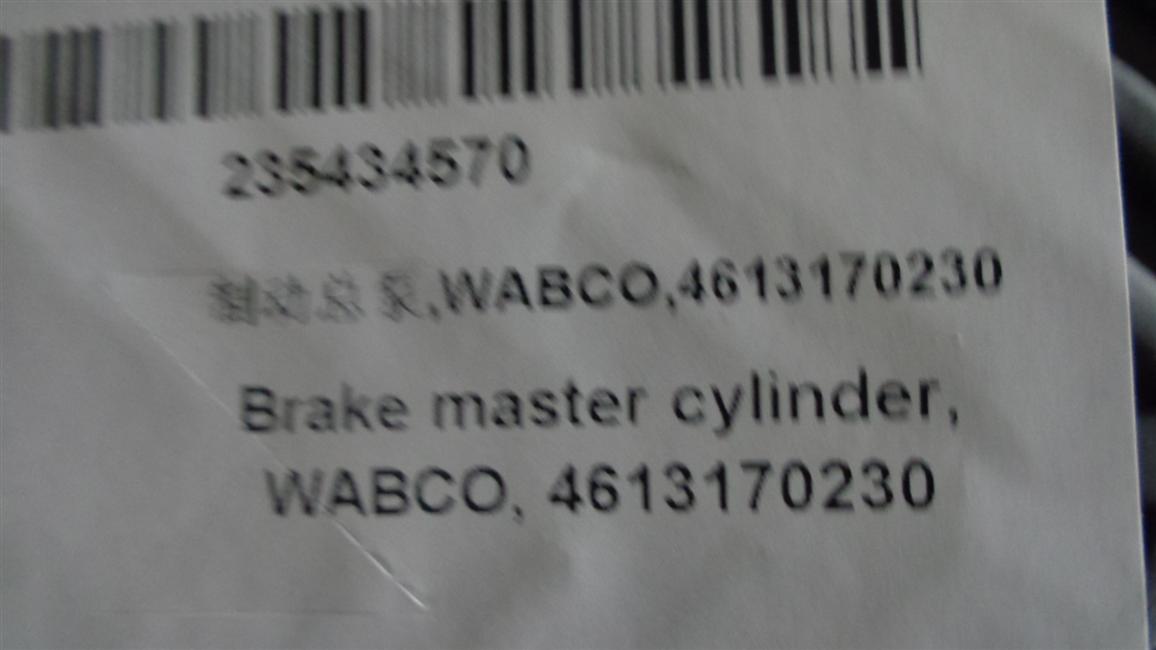 235434570
制动总泵,WABCO,4613170230
Brake master cylinder,
WABCO, 4613170230